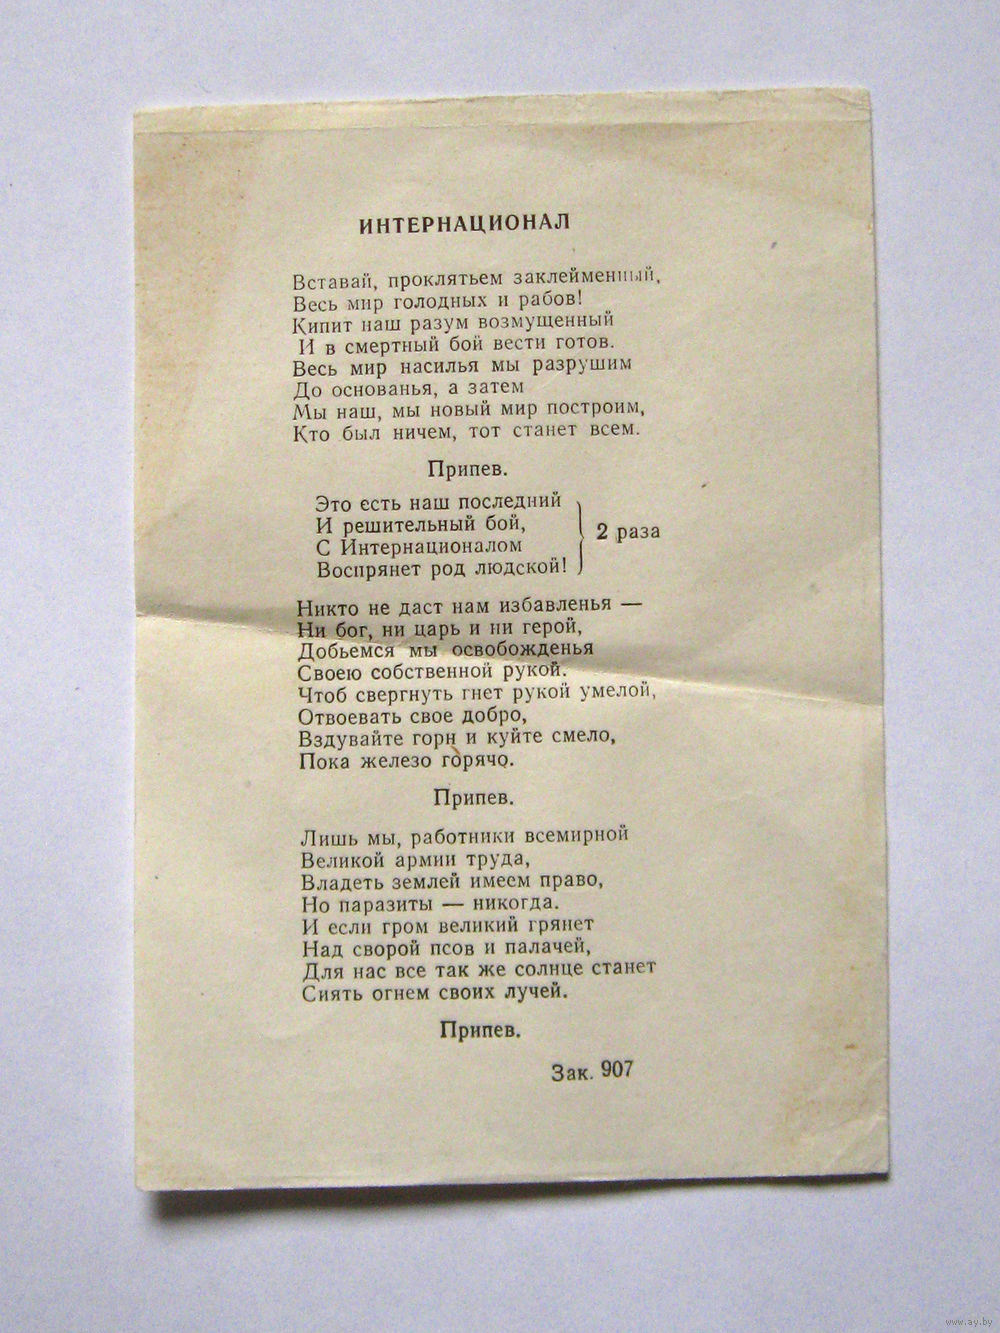 ИНТЕРНАЦИОНАЛ
Вставай, проклятьем заклейменный,
Весь мир голодных и рабов!
Кипит наш разум возмущенный
И в смертный бой вести готов.
Весь мир насилья мы разрушим
До основанья, а затем
Мы наш, мы новый мир построим,
Кто был ничем, тот станет всем.
Припев.
Это есть наш последний
И решительный бой,
С Интернационалом
Воспрянет род людской!
2 раза
Никто не даст нам избавленья —
Ни бог, ни царь и ни герой,
Добьемся мы освобожденья
Своею собственной рукой.
Чтоб свергнуть гнет рукой умелой,
Отвоевать свое добро,
Вздувайте горн и куйте смело,
Пока железо горячо.
Припев.
Лишь мы, работники всемирной
Великой армии труда,
Владеть землей имеем право,
Но паразиты — никогда.
И если гром великий грянет
Над сворой псов и палачей,
Для нас все так же солнце станет
Сиять огнем своих лучей.
Припев.
Зак. 907
www.ay.by